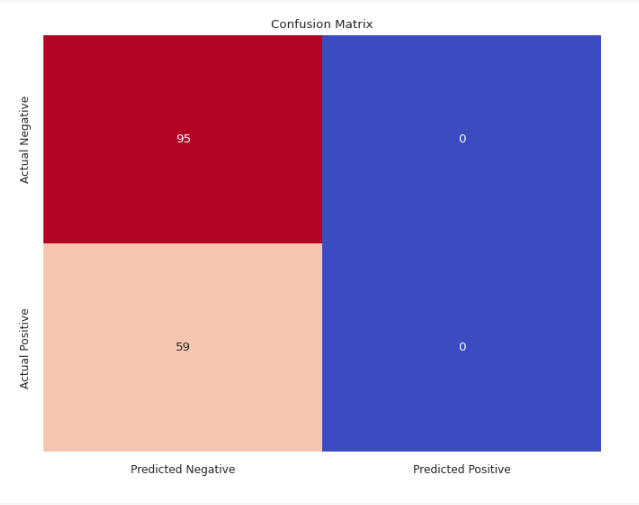 Confusion Matrix
Actual Negative
95
0
Actual Positive
59
0
Predicted Negative
Predicted Positive